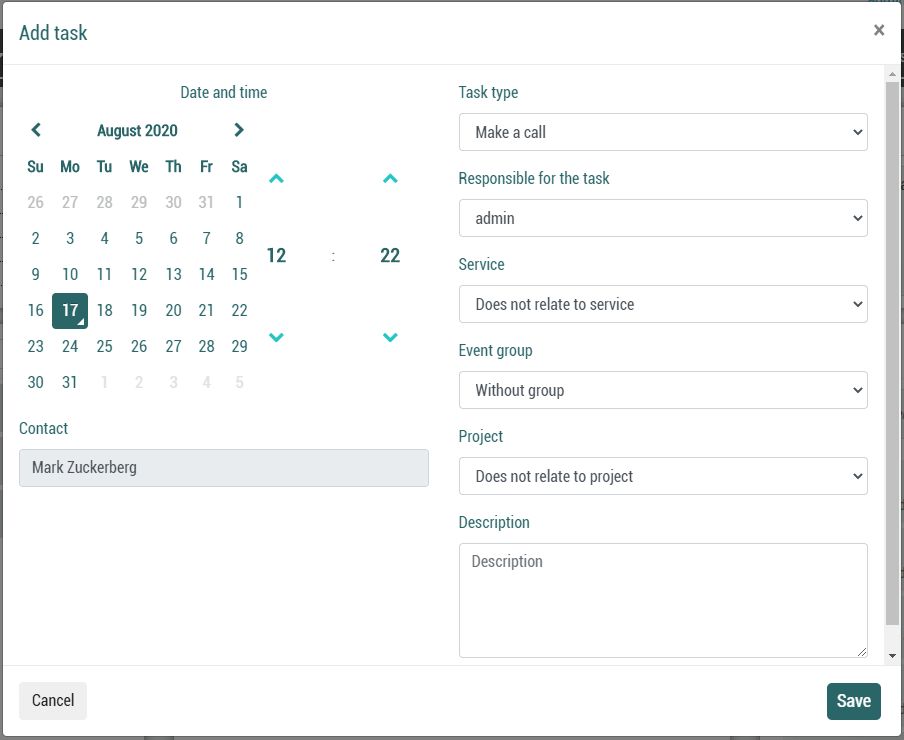 Add task
×
Date and time
August 2020
Su Mo Tu We Th Fr Sa
26 27 28 29 30 31 1
2 3 4 5 6 7 8
9 10 11 12 13 14 15
16 17 18 19 20 21 22
23 24 25 26 27 28 29
30 31 1 2 3 4 5
12 : 22
Contact
Mark Zuckerberg
Task type
Make a call
Responsible for the task
admin
Service
Does not relate to service
Event group
Without group
Project
Does not relate to project
Description
Description
Cancel
Save